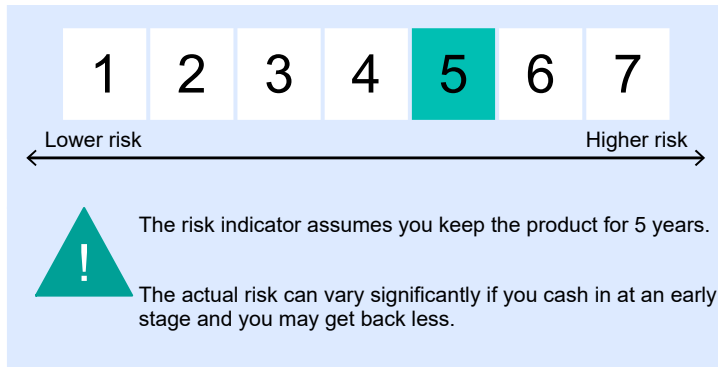 1 2 3 4 5 6 7
Lower risk Higher risk
!
The risk indicator assumes you keep the product for 5 years.
The actual risk can vary significantly if you cash in at an early
stage and you may get back less.